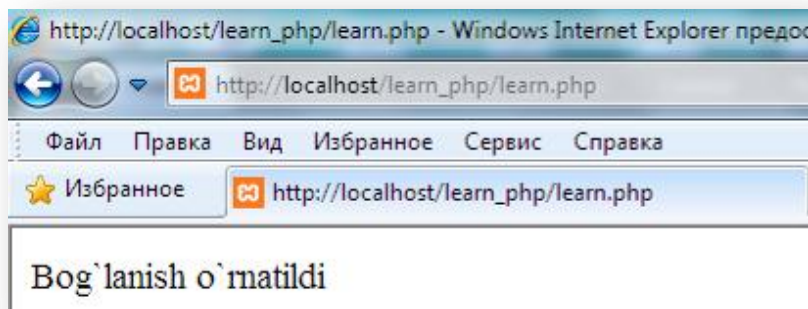 http://localhost/learn_php/learn.php - Windows Internet Explorer предос
http://localhost/learn_php/learn.php
Файл Правка Вид Избранное Сервис Справка
Избранное http://localhost/learn_php/learn.php
Bog`lanish o`rnatildi